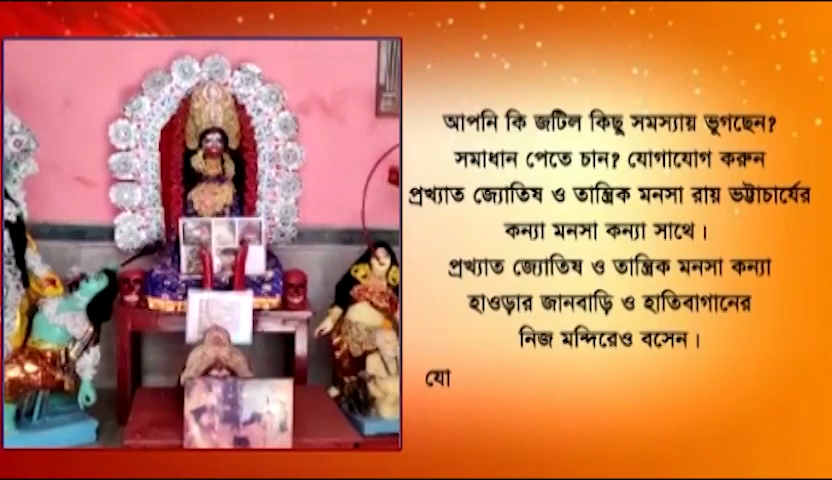 আপনি কি জটিল কিছু সমস্যায় ভুগছেন?
সমাধান পেতে চান? যোগাযোগ করুন
প্রখ্যাত জ্যোতিষ ও তান্ত্রিক মনসা রায় ভট্টাচার্যের
কন্যা মনসা কন্যা সাথে।
প্রখ্যাত জ্যোতিষ ও তান্ত্রিক মনসা কন্যা
হাওড়ার জানবাড়ি ও হাতিবাগানের
নিজ মন্দিরেও বসেন।
যো